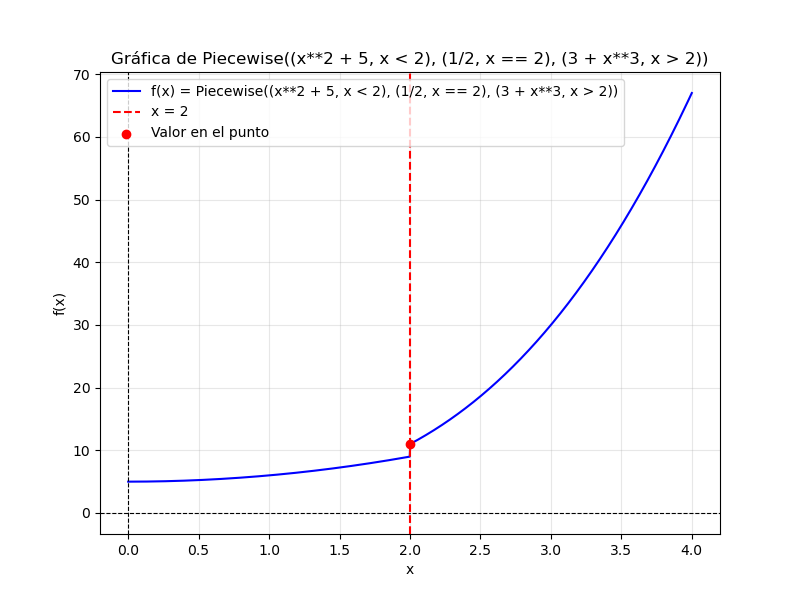 Gráfica de Piecewise((x**2 + 5, x < 2), (1/2, x == 2), (3 + x**3, x > 2))
f(x) = Piecewise((x**2 + 5, x < 2), (1/2, x == 2), (3 + x**3, x > 2))
x = 2
Valor en el punto
70
60
50
40
30
20
10
0
f(x)
0.0 0.5 1.0 1.5 2.0 2.5 3.0 3.5 4.0
x